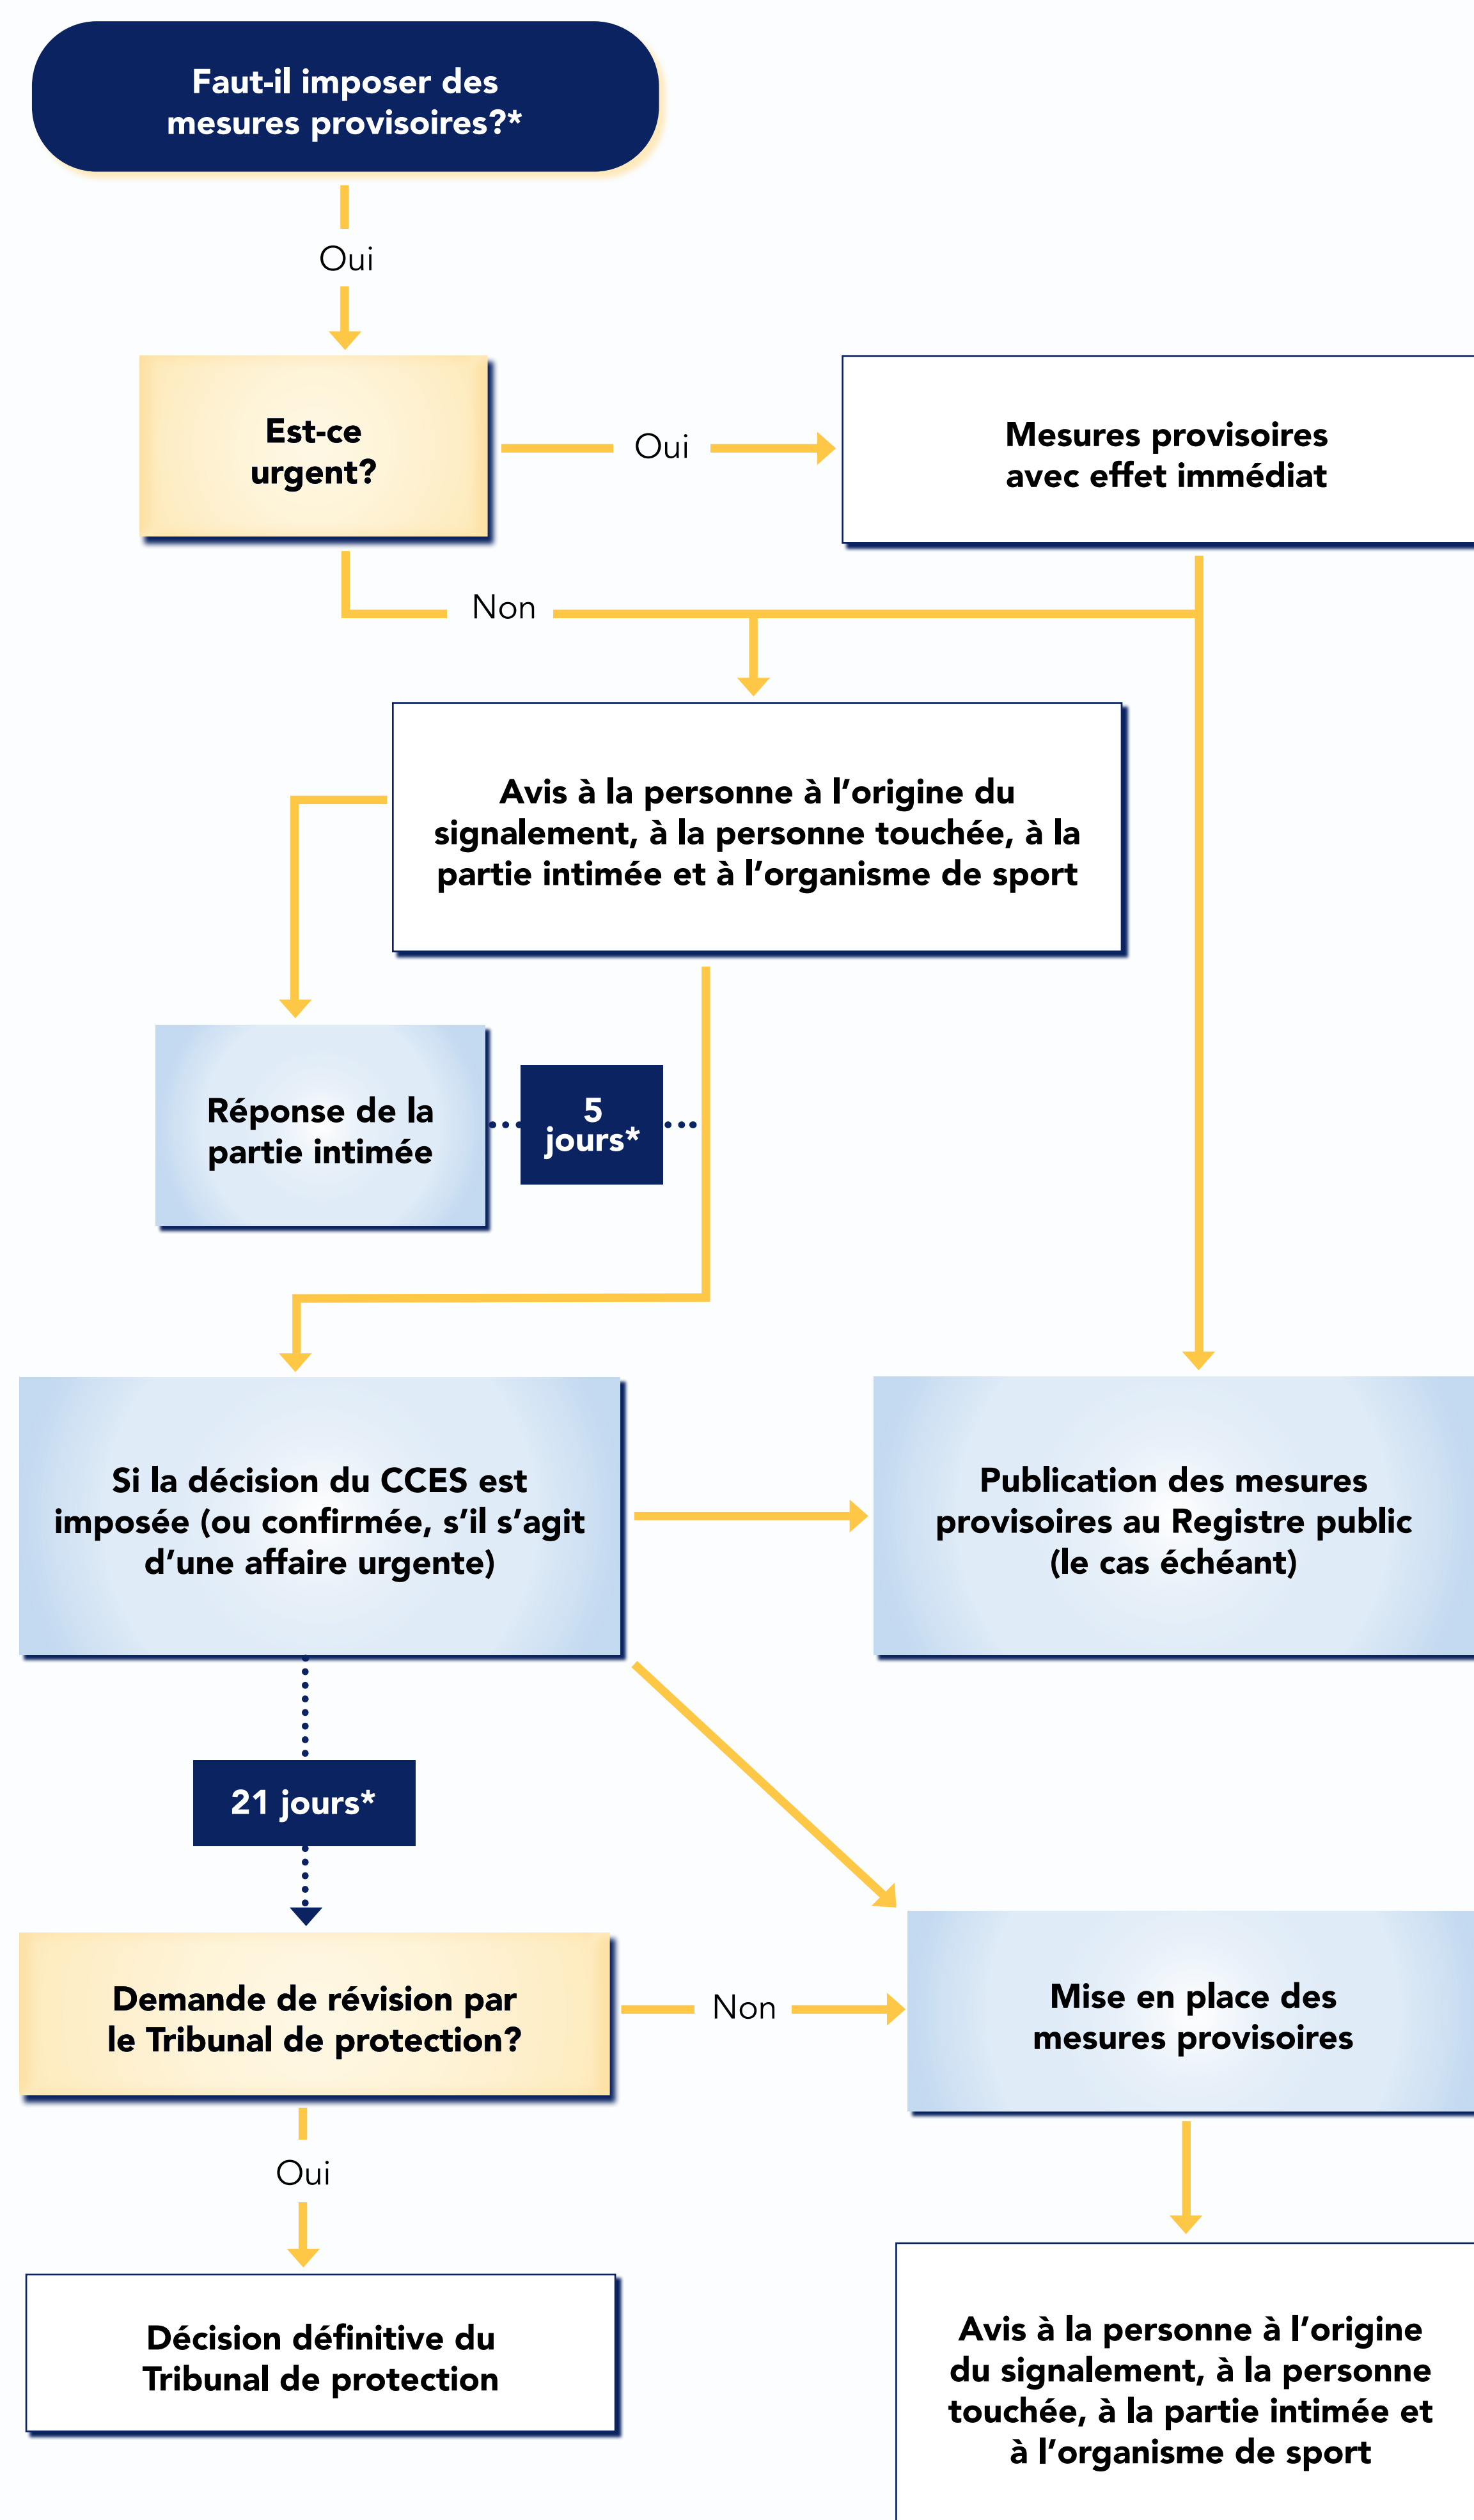 Faut-il imposer des
mesures provisoires?*
Oui
Est-ce
urgent?
Oui
Mesures provisoires
avec effet immédiat
Non
Avis à la personne à l’origine du
signalement, à la personne touchée, à la
partie intimée et à l’organisme de sport
Réponse de la
partie intimée
5
jours*
Si la décision du CCES est
imposée (ou confirmée, s’il s’agit
d’une affaire urgente)
Publication des mesures
provisoires au Registre public
(le cas échéant)
21 jours*
Demande de révision par
le Tribunal de protection?
Non
Mise en place des
mesures provisoires
Oui
Décision définitive du
Tribunal de protection
Avis à la personne à l’origine
du signalement, à la personne
touchée, à la partie intimée et
à l’organisme de sport